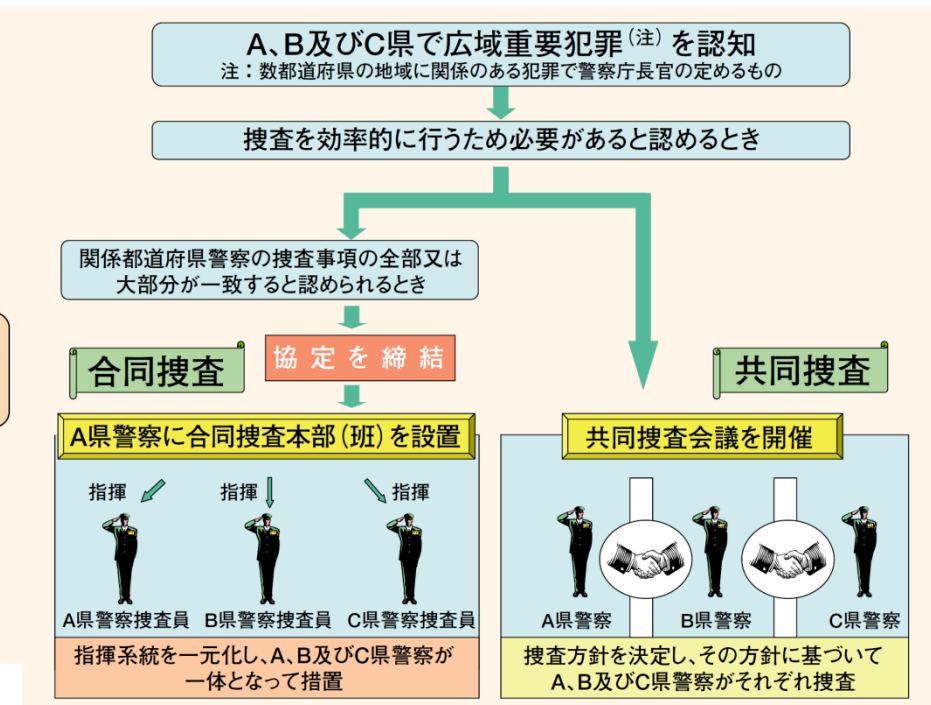 A、B及びC県で広域重要犯罪(注)を認知
注：数都道府県の地域に関係のある犯罪で警察庁長官の定めるもの
捜査を効率的に行うため必要があると認めるとき
関係都道府県警察の捜査事項の全部又は
大部分が一致すると認められるとき
協定を締結
合同捜査
共同捜査
A県警察に合同捜査本部(班)を設置
指揮
指揮
指揮
A県警察捜査員
B県警察捜査員
C県警察捜査員
指揮系統を一元化し、A、B及びC県警察が
一体となって措置
共同捜査会議を開催
A県警察
B県警察
C県警察
捜査方針を決定し、その方針に基づいて
A、B及びC県警察がそれぞれ捜査